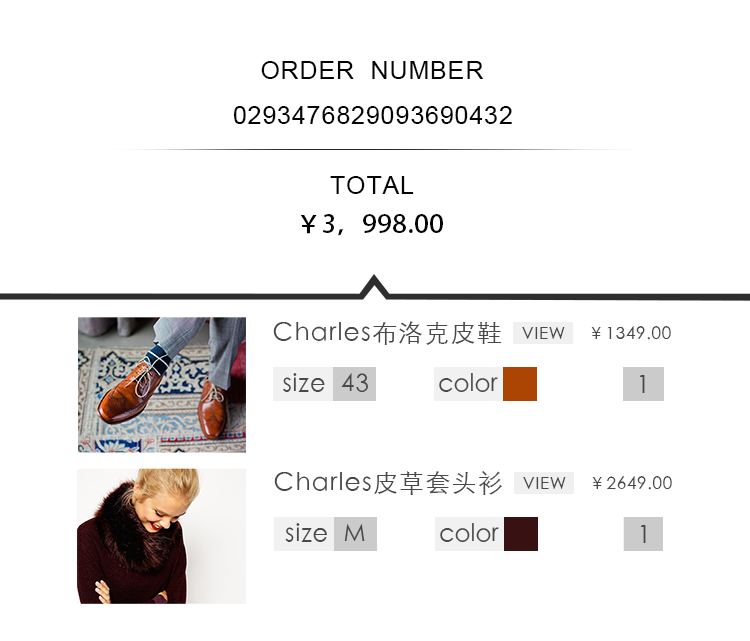 ORDER NUMBER
0293476829093690432
TOTAL
¥3, 998.00
Charles布洛克皮鞋 VIEW ¥1349.00
size 43 color 1
Charles皮草套头衫 VIEW ¥2649.00
size M color 1